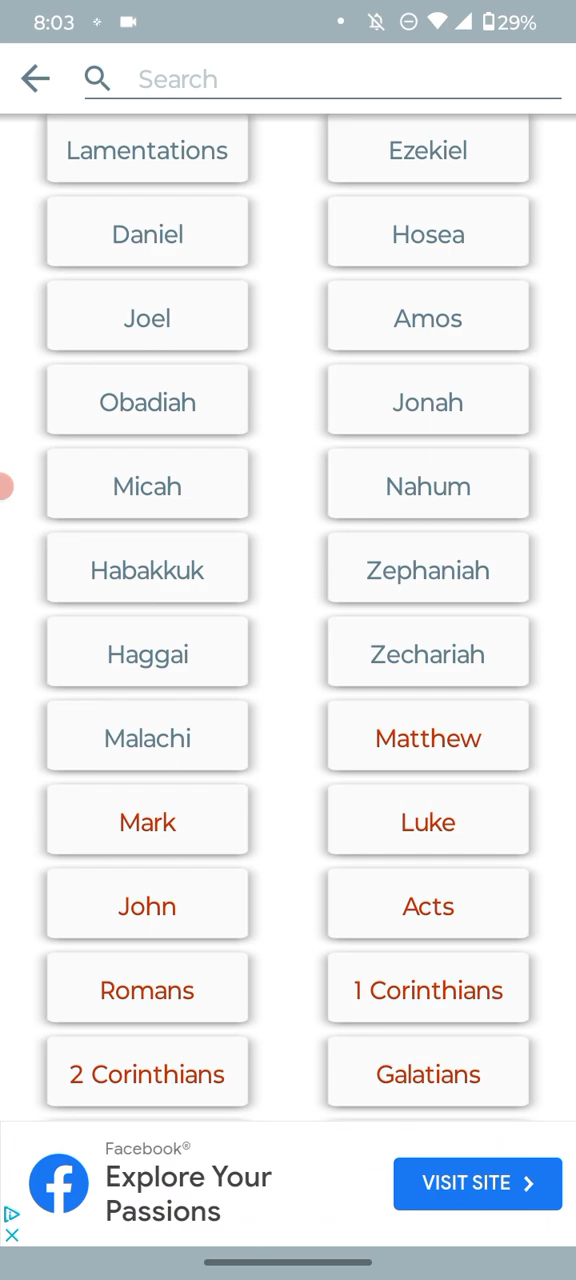 8:03
29%
Search
Lamentations
Ezekiel
Daniel
Hosea
Joel
Amos
Obadiah
Jonah
Micah
Nahum
Habakkuk
Zephaniah
Haggai
Zechariah
Malachi
Matthew
Mark
Luke
John
Acts
Romans
1 Corinthians
2 Corinthians
Galatians
Facebook®
Explore Your
Passions
VISIT SITE